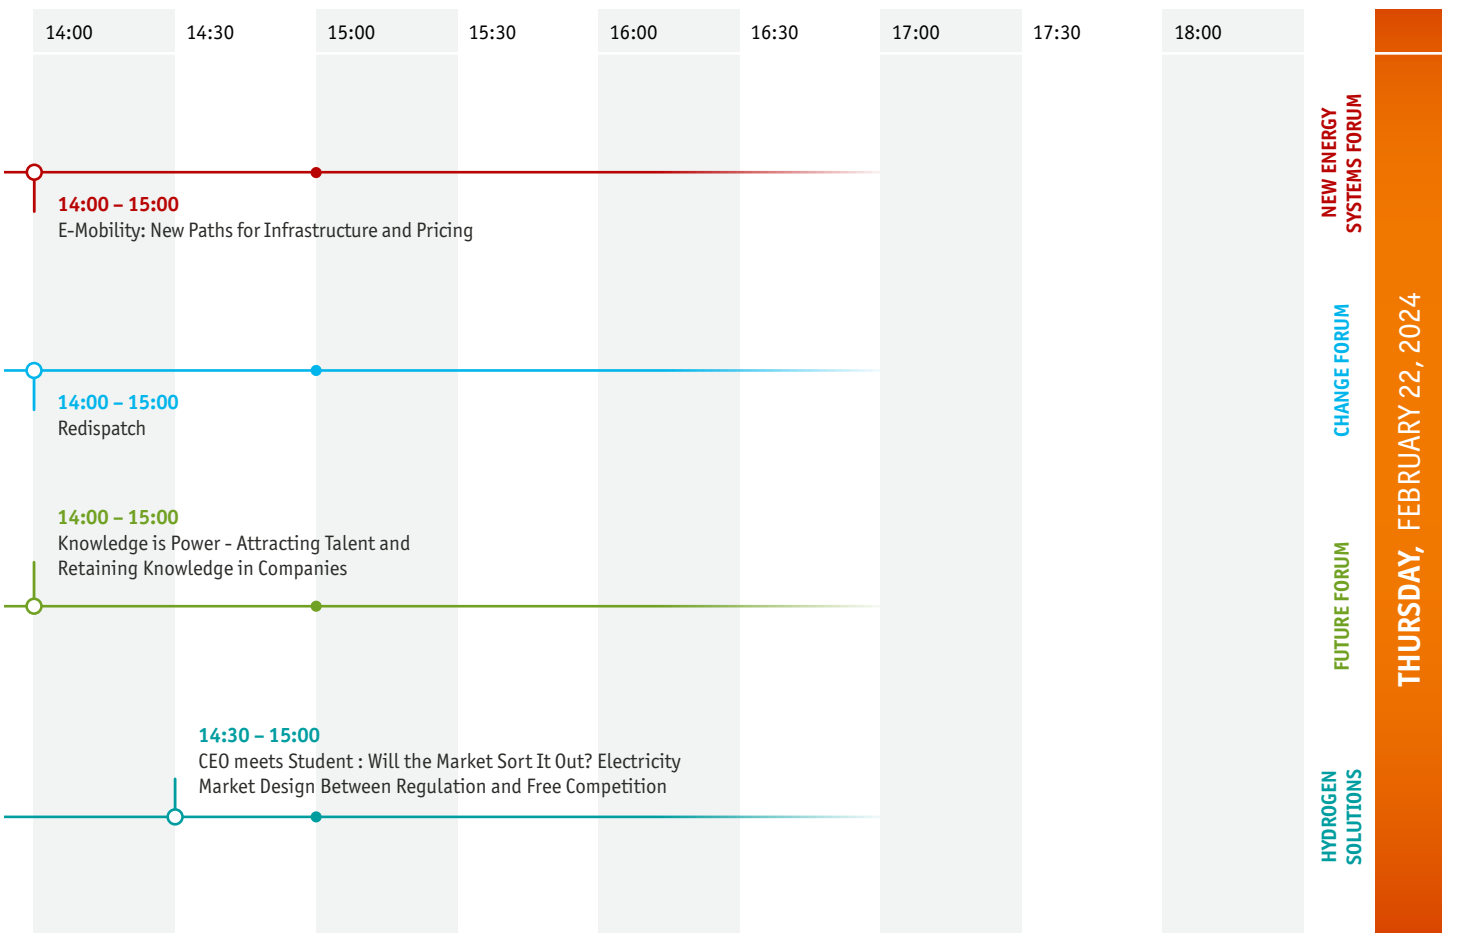 14:00 14:30 15:00 15:30 16:00 16:30 17:00 17:30 18:00
14:00 – 15:00
E-Mobility: New Paths for Infrastructure and Pricing
NEW ENERGY
SYSTEMS FORUM
14:00 – 15:00
Redispatch
CHANGE FORUM
14:00 – 15:00
Knowledge is Power - Attracting Talent and
Retaining Knowledge in Companies
FUTURE FORUM
14:30 – 15:00
CEO meets Student : Will the Market Sort It Out? Electricity
Market Design Between Regulation and Free Competition
HYDROGEN
SOLUTIONS
THURSDAY, FEBRUARY 22, 2024